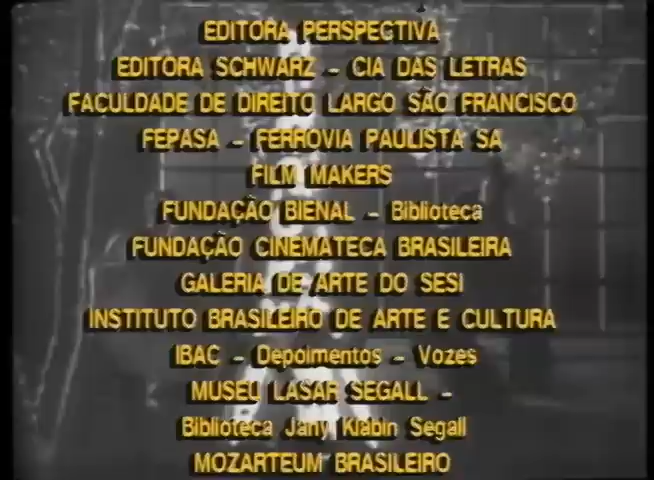 EDITORA PERSPECTIVA
EDITORA SCHWARZ - CIA DAS LETRAS
FACULDADE DE DIREITO LARGO SÃO FRANCISCO
FEPASA - FERROVIA PAULISTA SA
FILM MAKERS
FUNDAÇÃO BIENAL - Biblioteca
FUNDAÇÃO CINEMATECA BRASILEIRA
GALERIA DE ARTE DO SESI
INSTITUTO BRASILEIRO DE ARTE E CULTURA
IBAC - Depoimentos - Vozes
MUSEU LASAR SEGALL -
Biblioteca Jany Klabin Segall
MOZARTEUM BRASILEIRO